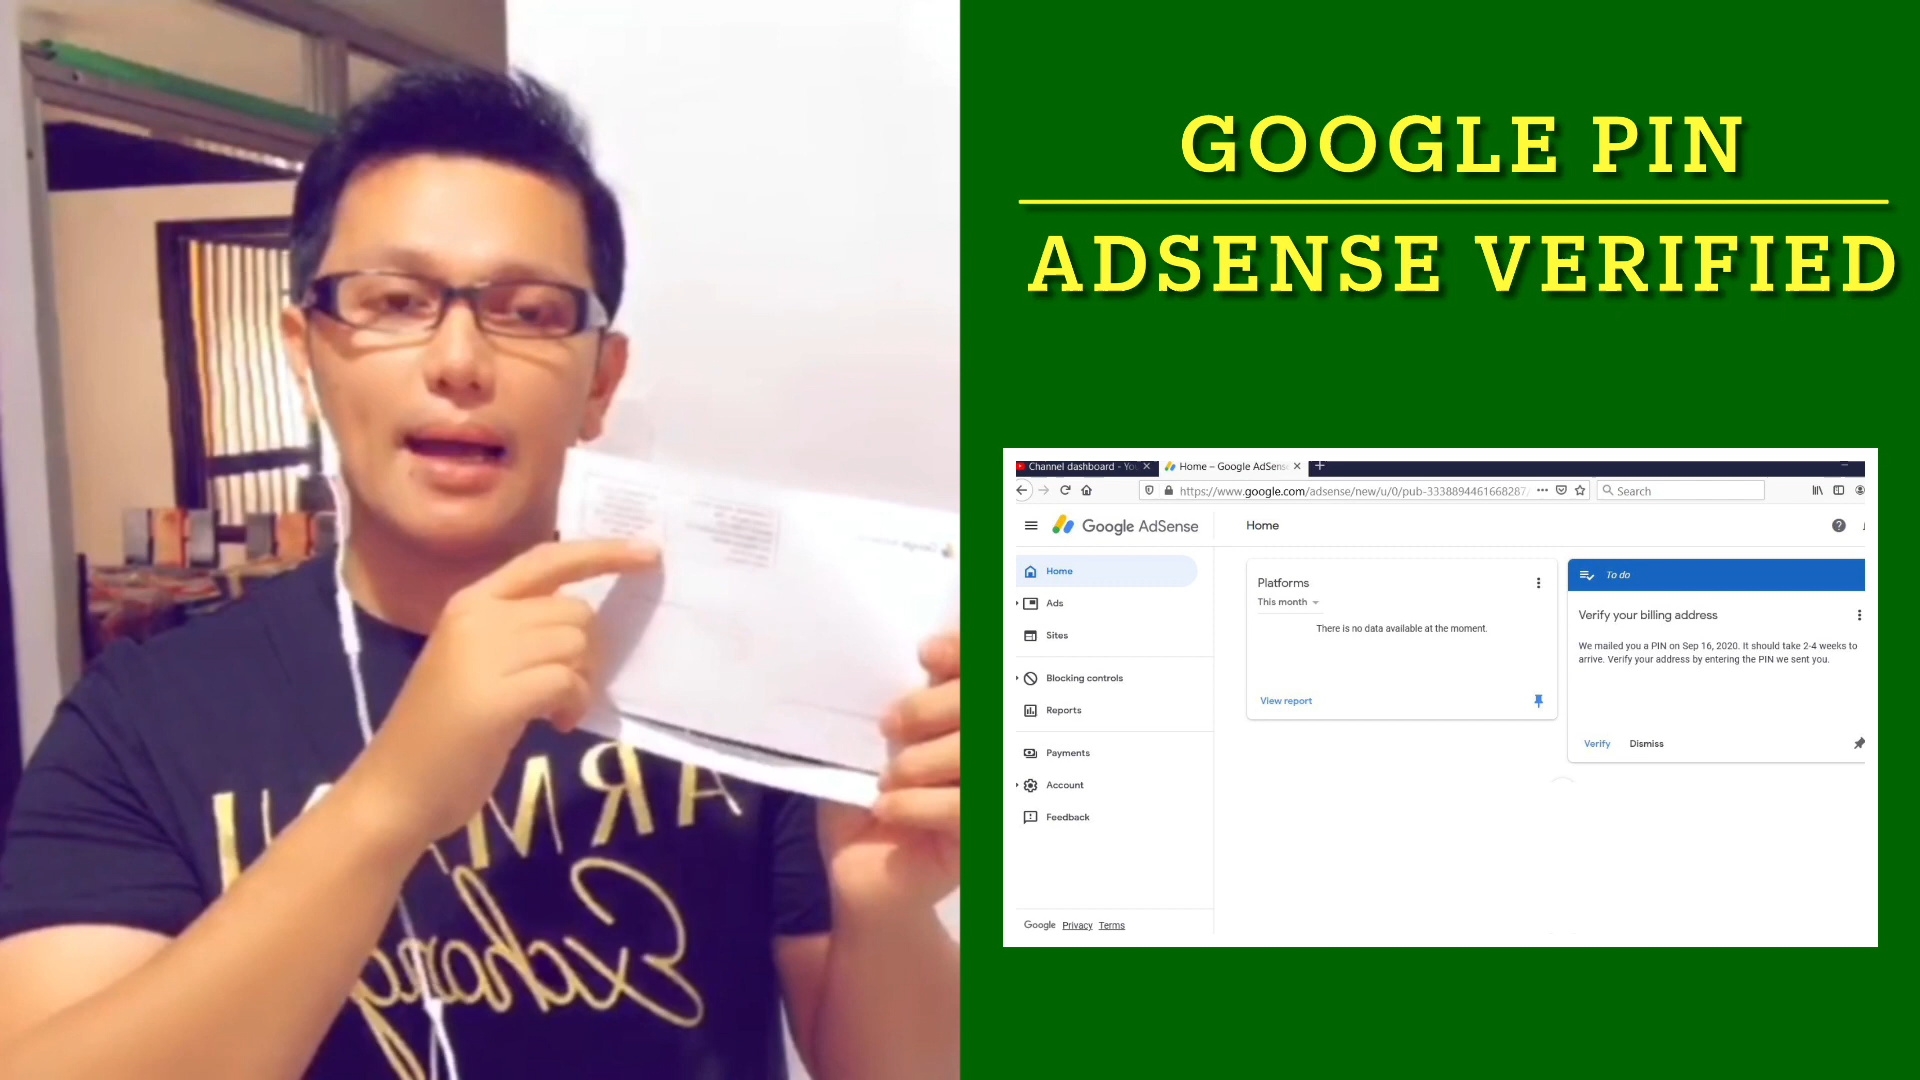 GOOGLE PIN
ADSENSE VERIFIED
Channel dashboard - You
Home – Google AdSens
https://www.google.com/adsense/new/u/0/pub-3338894461668287/
Search
Google AdSense
Home
Home
Ads
Sites
Blocking controls
Reports
Payments
Account
Feedback
Google Privacy Terms
Platforms
This month
There is no data available at the moment.
View report
To do
Verify your billing address
We mailed you a PIN on Sep 16, 2020. It should take 2-4 weeks to
arrive. Verify your address by entering the PIN we sent you.
Verify Dismiss
Exchang